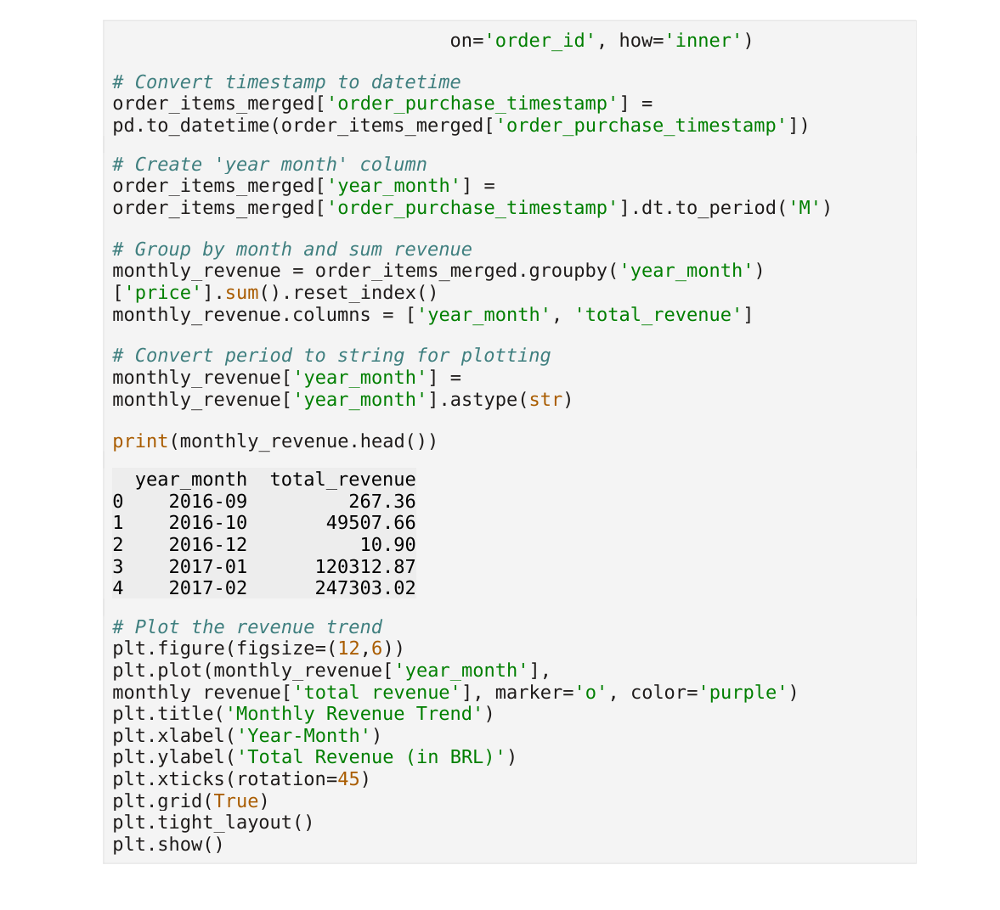 on='order_id', how='inner')
# Convert timestamp to datetime
order_items_merged['order_purchase_timestamp'] =
pd.to_datetime(order_items_merged['order_purchase_timestamp'])
# Create 'year month' column
order_items_merged['year_month'] =
order_items_merged['order_purchase_timestamp'].dt.to_period('M')
# Group by month and sum revenue
monthly_revenue = order_items_merged.groupby('year_month')
['price'].sum().reset_index()
monthly_revenue.columns = ['year_month', 'total_revenue']
# Convert period to string for plotting
monthly_revenue['year_month'] =
monthly_revenue['year_month'].astype(str)
print(monthly_revenue.head())
year_month  total_revenue
0    2016-09         267.36
1    2016-10       49507.66
2    2016-12          10.90
3    2017-01      120312.87
4    2017-02      247303.02
# Plot the revenue trend
plt.figure(figsize=(12,6))
plt.plot(monthly_revenue['year_month'],
monthly revenue['total revenue'], marker='o', color='purple')
plt.title('Monthly Revenue Trend')
plt.xlabel('Year-Month')
plt.ylabel('Total Revenue (in BRL)')
plt.xticks(rotation=45)
plt.grid(True)
plt.tight_layout()
plt.show()